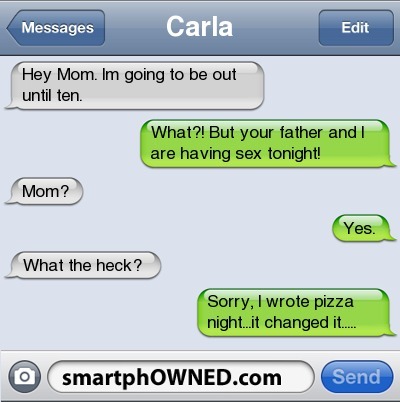 Messages
Carla
Edit
Hey Mom. Im going to be out
until ten.
What?! But your father and I
are having sex tonight!
Mom?
Yes.
What the heck?
Sorry, I wrote pizza
night...it changed it.....
smartphOWNED.com
Send